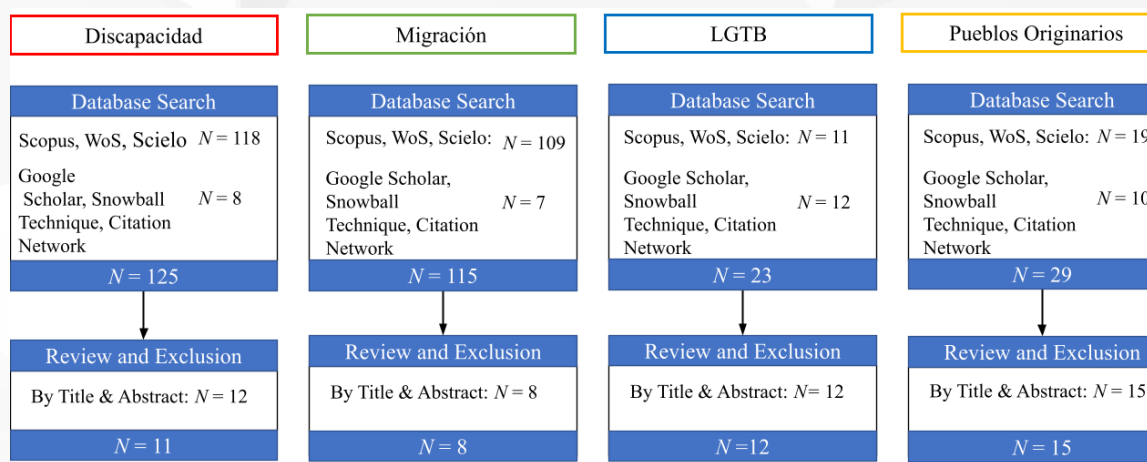 Discapacidad
Database Search
Scopus, WoS, Scielo N = 118
Google
Scholar, Snowball N = 8
Technique, Citation
Network
N = 125
Review and Exclusion
By Title & Abstract: N = 12
N = 11
Migración
Database Search
Scopus, WoS, Scielo: N = 109
Google Scholar,
Snowball N = 7
Technique, Citation
Network
N = 115
Review and Exclusion
By Title & Abstract: N = 8
N = 8
LGTB
Database Search
Scopus, WoS, Scielo: N = 11
Google Scholar,
Snowball N = 12
Technique, Citation
Network
N = 23
Review and Exclusion
By Title & Abstract: N= 12
N =12
Pueblos Originarios
Database Search
Scopus, WoS, Scielo: N = 19
Google Scholar,
Snowball N = 10
Technique, Citation
Network
N = 29
Review and Exclusion
By Title & Abstract: N = 15
N = 15